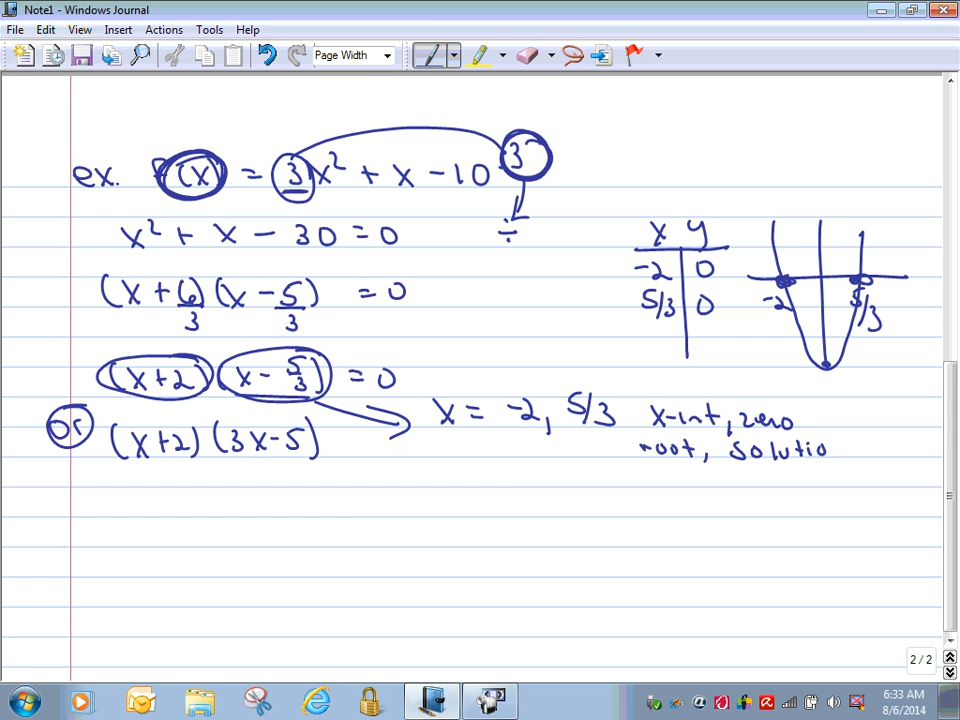 Note1 - Windows Journal
File Edit View Insert Actions Tools Help
Page Width
ex. f(x) = 3x² + x - 10 · 3
x² + x - 30 = 0
÷
(x + 6/3)(x - 5/3) = 0
(x+2)(x - 5/3) = 0
or (x+2)(3x-5)
x = -2, 5/3
x-int, zero
root, solutio
x y
-2 0
5/3 0
-2 5/3
2 / 2
6:33 AM
8/6/2014